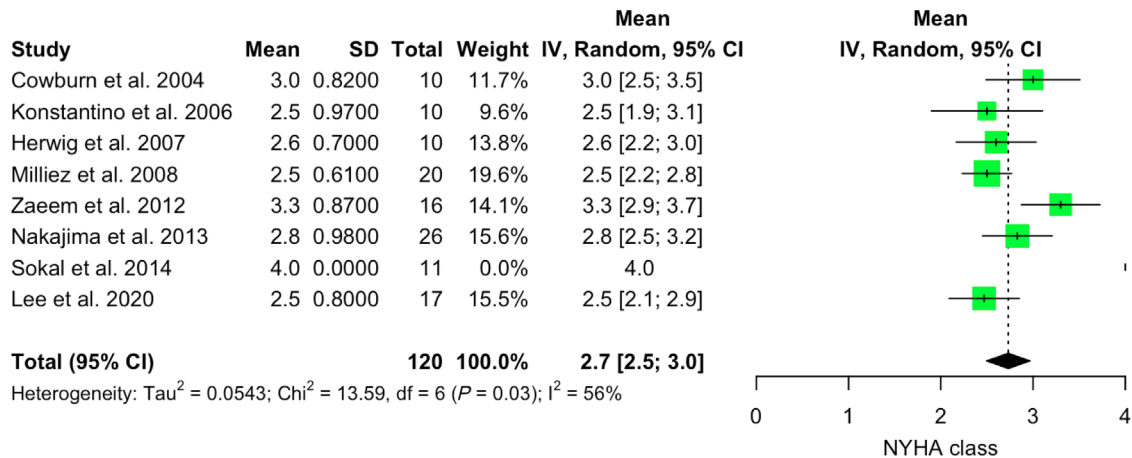 Mean Mean
Study Mean SD Total Weight IV, Random, 95% CI IV, Random, 95% CI
Cowburn et al. 2004 3.0 0.8200 10 11.7% 3.0 [2.5; 3.5]
Konstantino et al. 2006 2.5 0.9700 10 9.6% 2.5 [1.9; 3.1]
Herwig et al. 2007 2.6 0.7000 10 13.8% 2.6 [2.2; 3.0]
Milliez et al. 2008 2.5 0.6100 20 19.6% 2.5 [2.2; 2.8]
Zaeem et al. 2012 3.3 0.8700 16 14.1% 3.3 [2.9; 3.7]
Nakajima et al. 2013 2.8 0.9800 26 15.6% 2.8 [2.5; 3.2]
Sokal et al. 2014 4.0 0.0000 11 0.0% 4.0
Lee et al. 2020 2.5 0.8000 17 15.5% 2.5 [2.1; 2.9]
Total (95% CI) 120 100.0% 2.7 [2.5; 3.0]
Heterogeneity: Tau² = 0.0543; Chi² = 13.59, df = 6 (P = 0.03); I² = 56%
0 1 2 3 4
NYHA class